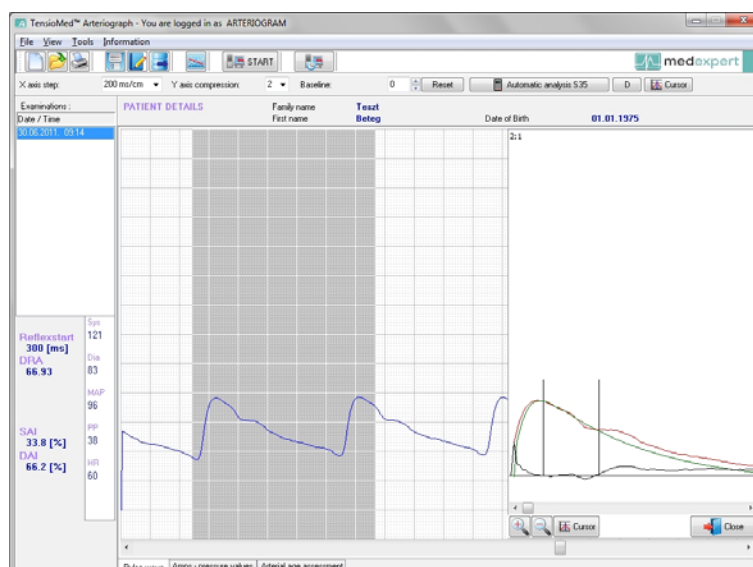 TensioMed™ Arteriograph - You are logged in as ARTERIOGRAM
File View Tools Information
START
medexpert
X axis step: 200 ms/cm Y axis compression: 2 Baseline: 0 Reset Automatic analysis S35 D Cursor
Examinations :
Date / Time
30.06.2011. 09:14
PATIENT DETAILS
Family name Teszt
First name Beteg
Date of Birth 01.01.1975
2:1
Reflexstart
300 [ms]
DRA
66.93
SAI
33.8 [%]
DAI
66.2 [%]
Sys
121
Dia
83
MAP
96
PP
38
HR
60
Cursor
Close
Pulse wave Amps - pressure values Arterial age assessment